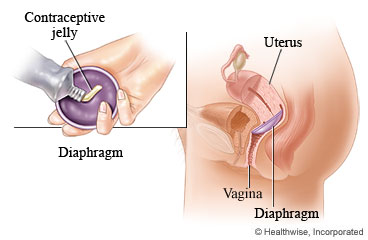 Contraceptive
jelly
Diaphragm
Uterus
Vagina
Diaphragm
© Healthwise, Incorporated